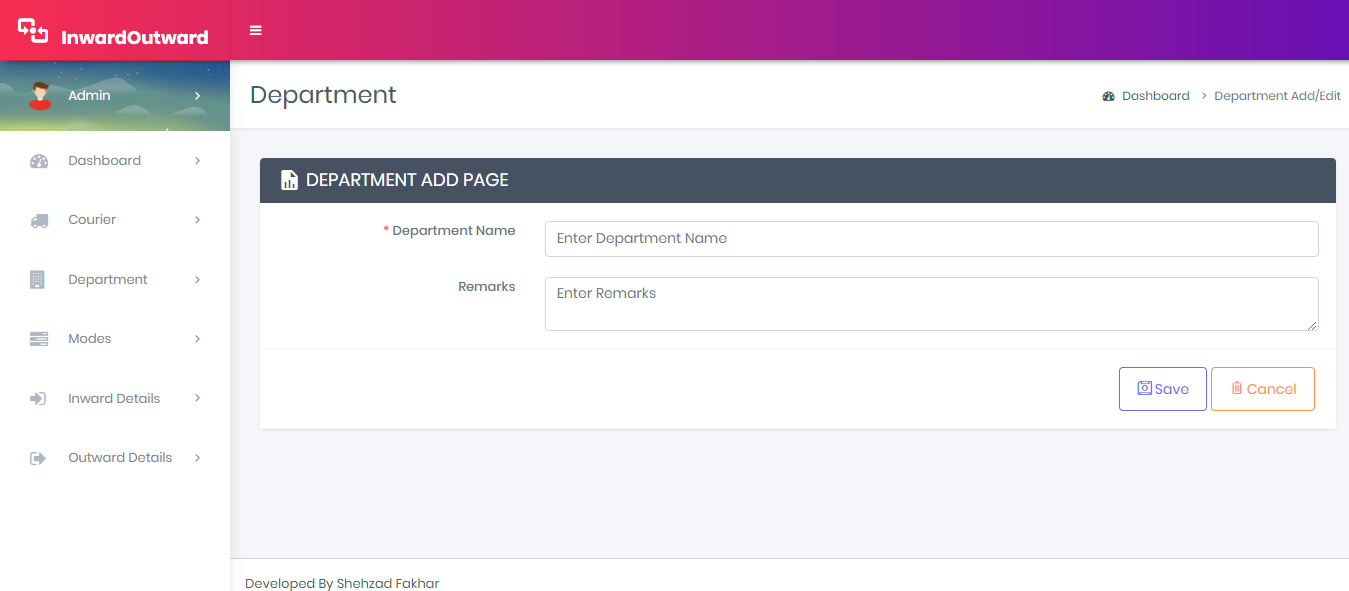 InwardOutward
Admin
Dashboard
Courier
Department
Modes
Inward Details
Outward Details
Department
Dashboard > Department Add/Edit
DEPARTMENT ADD PAGE
* Department Name
Enter Department Name
Remarks
Enter Remarks
Save
Cancel
Developed By Shehzad Fakhar